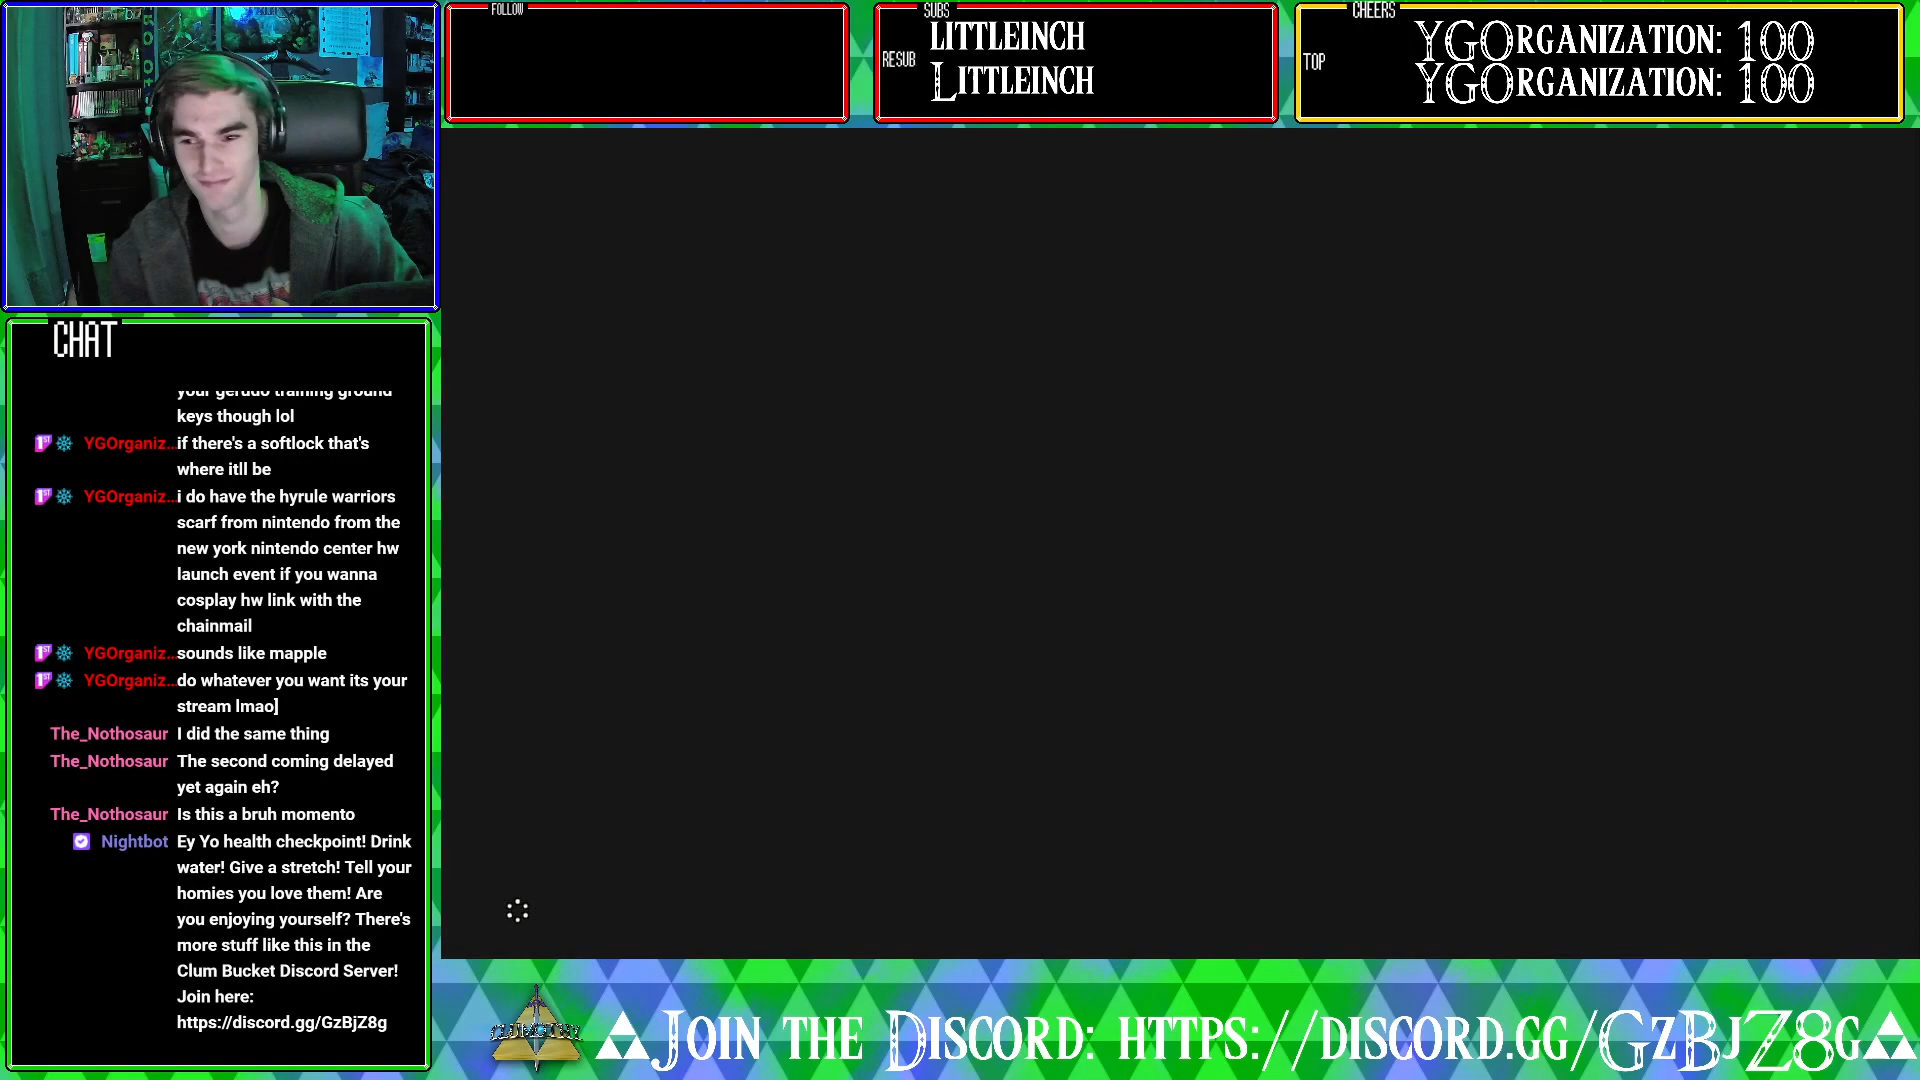 FOLLOW
SUBS
RESUB
LITTLEINCH
LITTLEINCH
CHEERS
TOP
YGORGANIZATION: 100
YGORGANIZATION: 100
CHAT
your gerudo training ground
keys though lol
YGOrganiz... if there's a softlock that's
where itll be
YGOrganiz... i do have the hyrule warriors
scarf from nintendo from the
new york nintendo center hw
launch event if you wanna
cosplay hw link with the
chainmail
YGOrganiz... sounds like mapple
YGOrganiz... do whatever you want its your
stream lmao]
The_Nothosaur I did the same thing
The_Nothosaur The second coming delayed
yet again eh?
The_Nothosaur Is this a bruh momento
Nightbot Ey Yo health checkpoint! Drink
water! Give a stretch! Tell your
homies you love them! Are
you enjoying yourself? There's
more stuff like this in the
Clum Bucket Discord Server!
Join here:
https://discord.gg/GzBjZ8g
CLUMOTHY
JOIN THE DISCORD: HTTPS://DISCORD.GG/GZBJZ8G